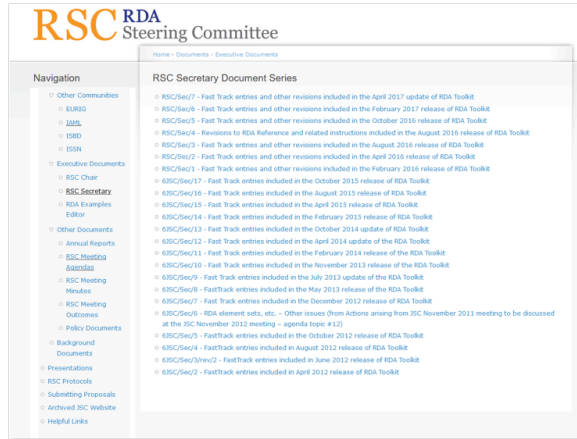 RSC RDA
Steering Committee
Home › Documents › Executive Documents
Navigation
Other Communities
EURIG
IAML
ISBD
ISSN
Executive Documents
RSC Chair
RSC Secretary
RDA Examples
Editor
Other Documents
Annual Reports
RSC Meeting
Agendas
RSC Meeting
Minutes
RSC Meeting
Outcomes
Policy Documents
Background
Documents
Presentations
RSC Protocols
Submitting Proposals
Archived JSC Website
Helpful Links
RSC Secretary Document Series
RSC/Sec/7 - Fast Track entries and other revisions included in the April 2017 update of RDA Toolkit
RSC/Sec/6 - Fast Track entries and other revisions included in the February 2017 release of RDA Toolkit
RSC/Sec/5 - Fast Track entries and other revisions included in the October 2016 release of RDA Toolkit
RSC/Sec/4 - Revisions to RDA Reference and related instructions included in the August 2016 release of RDA Toolkit
RSC/Sec/3 - Fast Track entries and other revisions included in the August 2016 release of RDA Toolkit
RSC/Sec/2 - Fast Track entries and other revisions included in the April 2016 release of RDA Toolkit
RSC/Sec/1 - Fast Track entries and other revisions included in the February 2016 release of RDA Toolkit
6JSC/Sec/17 - Fast Track entries included in the October 2015 release of RDA Toolkit
6JSC/Sec/16 - Fast Track entries included in the August 2015 release of RDA Toolkit
6JSC/Sec/15 - Fast Track entries included in the April 2015 release of RDA Toolkit
6JSC/Sec/14 - Fast Track entries included in the February 2015 release of RDA Toolkit
6JSC/Sec/13 - Fast Track entries included in the October 2014 update of RDA Toolkit
6JSC/Sec/12 - Fast Track entries included in the April 2014 update of the RDA Toolkit
6JSC/Sec/11 - Fast Track entries included in the February 2014 release of the RDA Toolkit
6JSC/Sec/10 - Fast Track entries included in the November 2013 release of the RDA Toolkit
6JSC/Sec/9 - Fast Track entries included in the July 2013 update of the RDA Toolkit
6JSC/Sec/8 - FastTrack entries included in the May 2013 release of the RDA Toolkit
6JSC/Sec/7 - Fast Track entries included in the December 2012 release of RDA Toolkit
6JSC/Sec/6 - RDA element sets, etc. – Other issues (from Actions arising from JSC November 2011 meeting to be discussed
at the JSC November 2012 meeting – agenda topic #12)
6JSC/Sec/5 - FastTrack entries included in the October 2012 release of RDA Toolkit
6JSC/Sec/4 - FastTrack entries included in August 2012 release of RDA Toolkit
6JSC/Sec/3/rev/2 - FastTrack entries included in June 2012 release of RDA Toolkit
6JSC/Sec/2 - FastTrack entries included in April 2012 release of RDA Toolkit